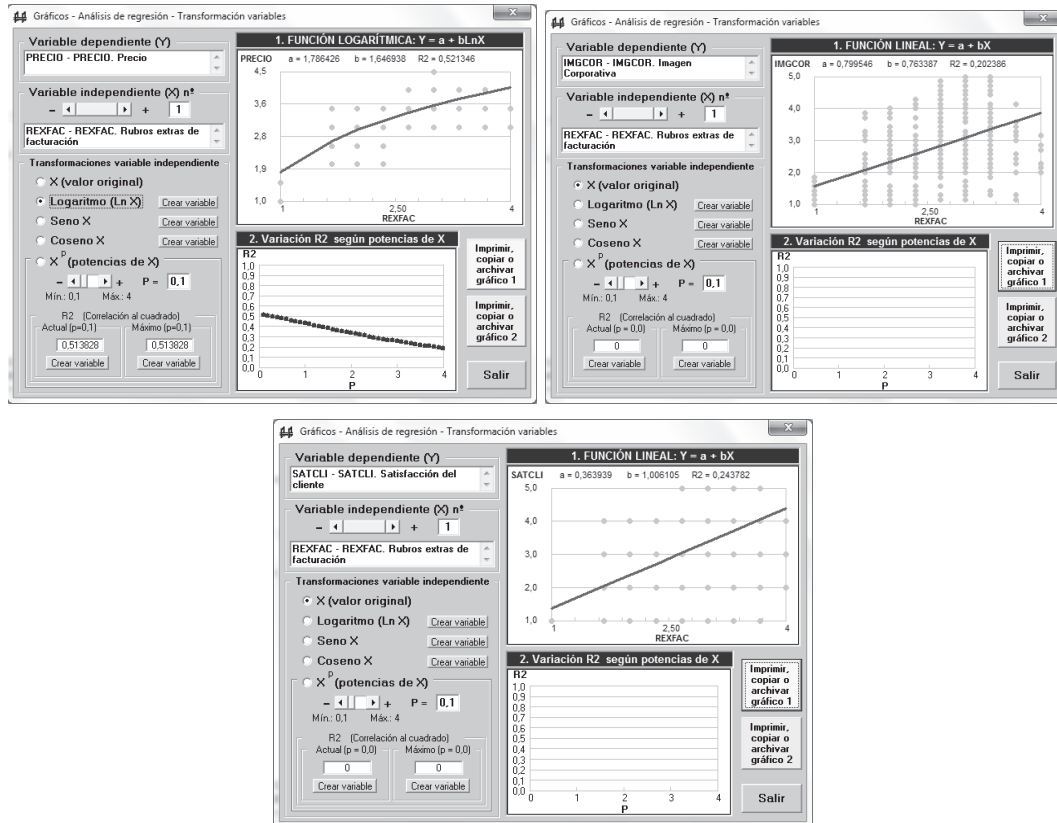 Gráficos - Análisis de regresión - Transformación variables
x
Variable dependiente (Y)
PRECIO - PRECIO. Precio
Variable independiente (X) nº
- + 1
REXFAC - REXFAC. Rubros extras de
facturación
Transformaciones variable independiente
X (valor original)
Logaritmo (Ln X) Crear variable
Seno X Crear variable
Coseno X Crear variable
X p (potencias de X)
- + P = 0,1
Mín.: 0,1 Máx.: 4
R2 (Correlación al cuadrado)
Actual (p=0,1) Máximo (p=0,1)
0,513828 0,513828
Crear variable Crear variable
1. FUNCIÓN LOGARÍTMICA: Y = a + bLnX
PRECIO a = 1,786426 b = 1,646938 R2 = 0,521346
4,5
3,6
2,8
1,9
1,0
1 2,50 4
REXFAC
2. Variación R2 según potencias de X
R2
1,0
0,9
0,8
0,7
0,6
0,5
0,4
0,3
0,2
0,1
0,0
0 1 2 3 4
P
Imprimir,
copiar o
archivar
gráfico 1
Imprimir,
copiar o
archivar
gráfico 2
Salir
Gráficos - Análisis de regresión - Transformación variables
x
Variable dependiente (Y)
IMGCOR - IMGCOR. Imagen
Corporativa
Variable independiente (X) nº
- + 1
REXFAC - REXFAC. Rubros extras de
facturación
Transformaciones variable independiente
X (valor original)
Logaritmo (Ln X) Crear variable
Seno X Crear variable
Coseno X Crear variable
X p (potencias de X)
- + P = 0,1
Mín.: 0,1 Máx.: 4
R2 (Correlación al cuadrado)
Actual (p = 0,0) Máximo (p = 0,0)
0 0
Crear variable Crear variable
1. FUNCIÓN LINEAL: Y = a + bX
IMGCOR a = 0,799546 b = 0,763387 R2 = 0,202386
5,0
4,0
3,0
2,0
1,0
1 2,50 4
REXFAC
2. Variación R2 según potencias de X
R2
1,0
0,9
0,8
0,7
0,6
0,5
0,4
0,3
0,2
0,1
0,0
0 1 2 3 4
P
Imprimir,
copiar o
archivar
gráfico 1
Imprimir,
copiar o
archivar
gráfico 2
Salir
Gráficos - Análisis de regresión - Transformación variables
x
Variable dependiente (Y)
SATCLI - SATCLI. Satisfacción del
cliente
Variable independiente (X) nº
- + 1
REXFAC - REXFAC. Rubros extras de
facturación
Transformaciones variable independiente
X (valor original)
Logaritmo (Ln X) Crear variable
Seno X Crear variable
Coseno X Crear variable
X p (potencias de X)
- + P = 0,1
Mín.: 0,1 Máx.: 4
R2 (Correlación al cuadrado)
Actual (p = 0,0) Máximo (p = 0,0)
0 0
Crear variable Crear variable
1. FUNCIÓN LINEAL: Y = a + bX
SATCLI a = 0,363939 b = 1,006105 R2 = 0,243782
5,0
4,0
3,0
2,0
1,0
1 2,50 4
REXFAC
2. Variación R2 según potencias de X
R2
1,0
0,9
0,8
0,7
0,6
0,5
0,4
0,3
0,2
0,1
0,0
0 1 2 3 4
P
Imprimir,
copiar o
archivar
gráfico 1
Imprimir,
copiar o
archivar
gráfico 2
Salir